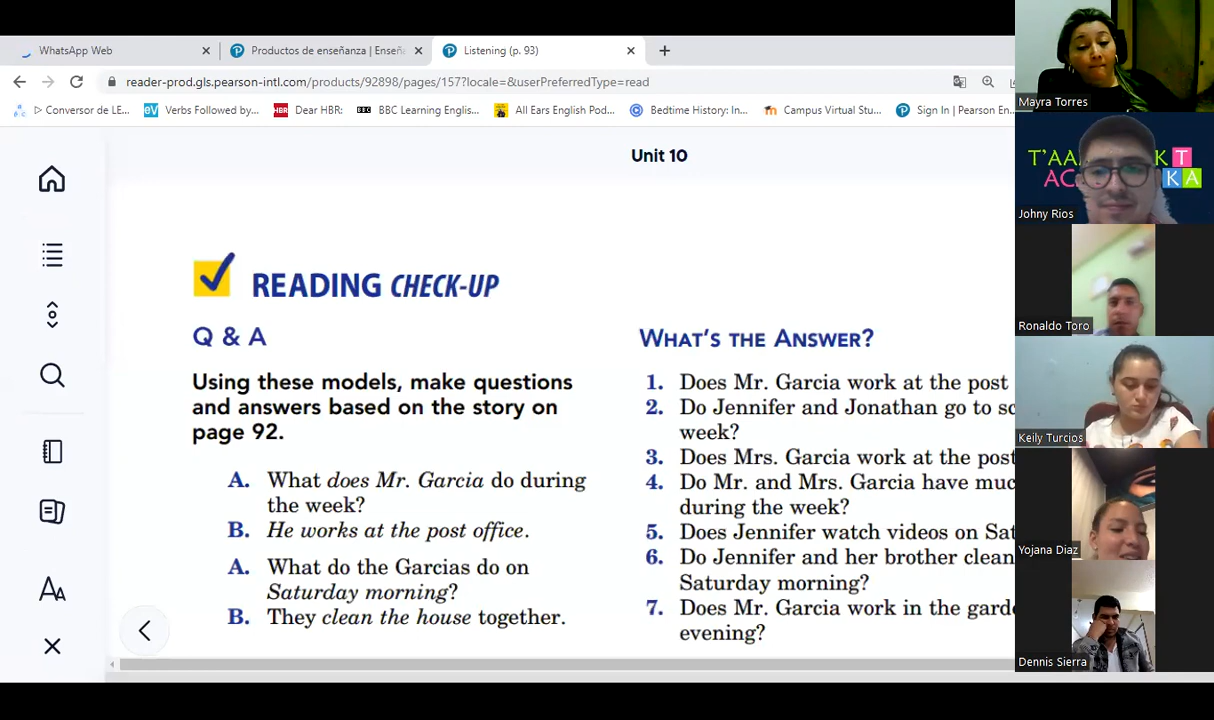 WhatsApp Web
Productos de enseñanza | Enseña
Listening (p. 93)
reader-prod.gls.pearson-intl.com/products/92898/pages/157?locale=&userPreferredType=read
▷ Conversor de LE...
Verbs Followed by...
HBR Dear HBR:
BBC BBC Learning Englis...
All Ears English Pod...
Bedtime History: In...
Campus Virtual Stu...
Sign In | Pearson En...
Unit 10
READING CHECK-UP
Q & A
Using these models, make questions
and answers based on the story on
page 92.
A. What does Mr. Garcia do during
the week?
B. He works at the post office.
A. What do the Garcias do on
Saturday morning?
B. They clean the house together.
WHAT'S THE ANSWER?
1. Does Mr. Garcia work at the post
2. Do Jennifer and Jonathan go to sc
week?
3. Does Mrs. Garcia work at the post
4. Do Mr. and Mrs. Garcia have muc
during the week?
5. Does Jennifer watch videos on Sat
6. Do Jennifer and her brother clean
Saturday morning?
7. Does Mr. Garcia work in the garde
evening?
Mayra Torres
Johny Rios
Ronaldo Toro
Keily Turcios
Yojana Diaz
Dennis Sierra